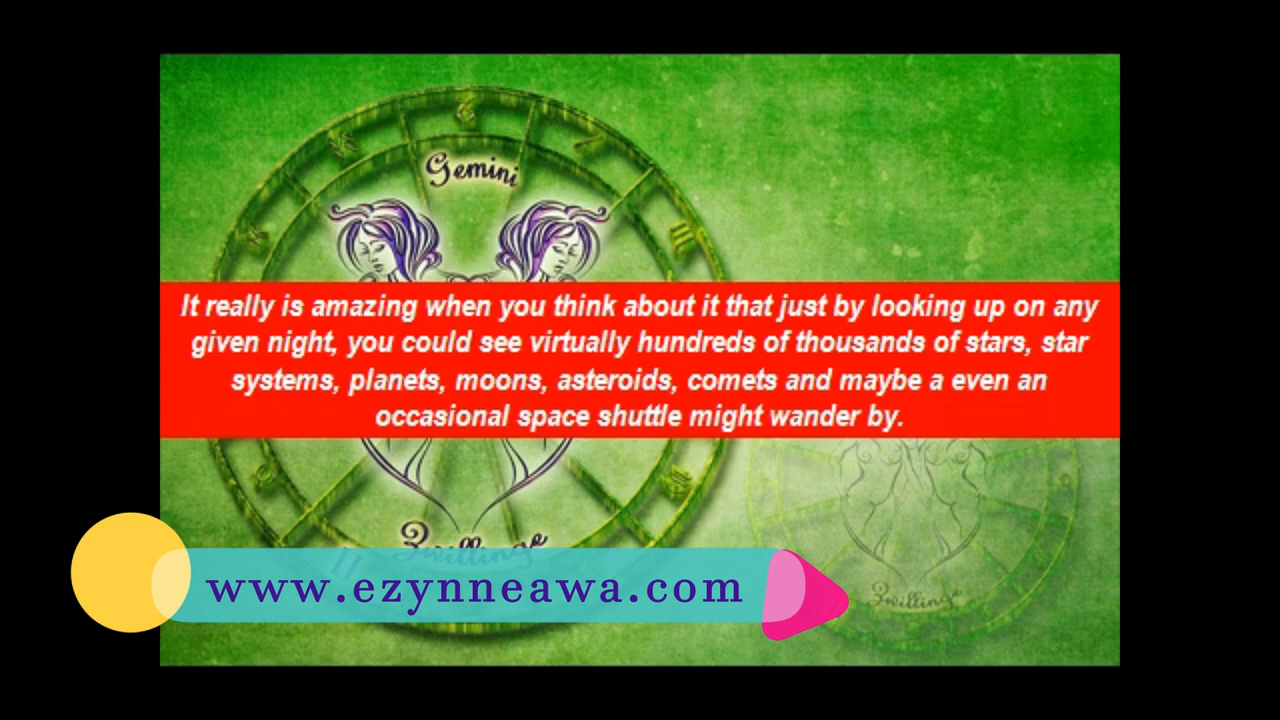 Gemini
It really is amazing when you think about it that just by looking up on any
given night, you could see virtually hundreds of thousands of stars, star
systems, planets, moons, asteroids, comets and maybe a even an
occasional space shuttle might wander by.
Zwillinge
www.ezynneawa.com
Zwillinge